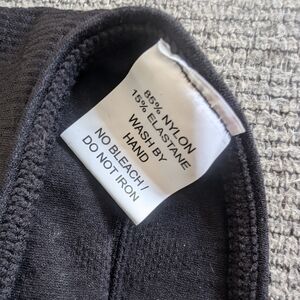 85% NYLON
15% ELASTANE
WASH BY
HAND
NO BLEACH /
DO NOT IRON